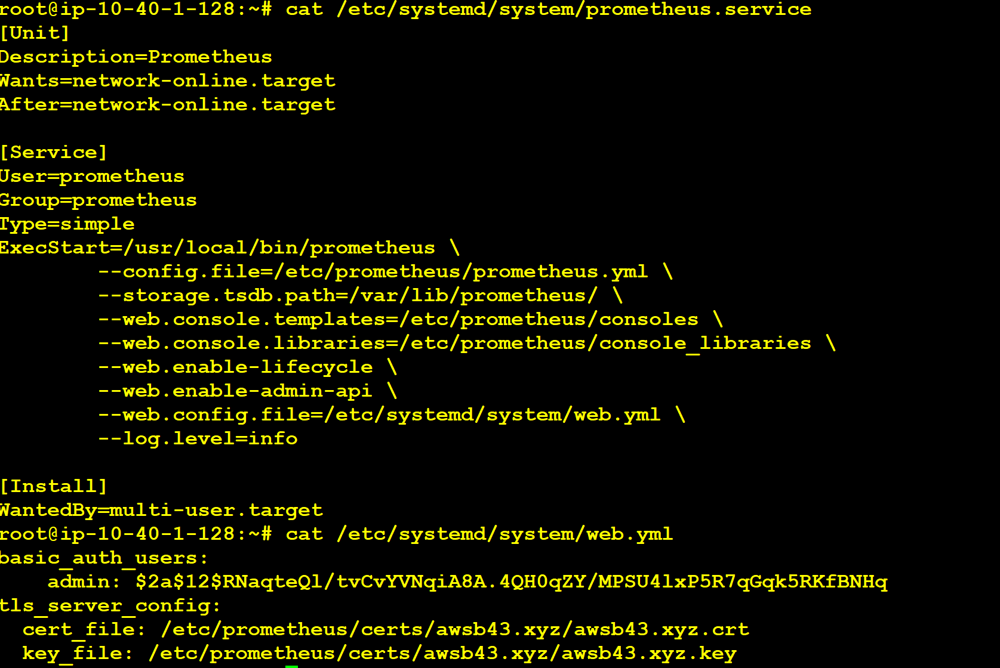 root@ip-10-40-1-128:~# cat /etc/systemd/system/prometheus.service
[Unit]
Description=Prometheus
Wants=network-online.target
After=network-online.target
[Service]
User=prometheus
Group=prometheus
Type=simple
ExecStart=/usr/local/bin/prometheus \
--config.file=/etc/prometheus/prometheus.yml \
--storage.tsdb.path=/var/lib/prometheus/ \
--web.console.templates=/etc/prometheus/consoles \
--web.console.libraries=/etc/prometheus/console_libraries \
--web.enable-lifecycle \
--web.enable-admin-api \
--web.config.file=/etc/systemd/system/web.yml \
--log.level=info
[Install]
WantedBy=multi-user.target
root@ip-10-40-1-128:~# cat /etc/systemd/system/web.yml
basic_auth_users:
admin: $2a$12$RNaqteQl/tvCvYVNqiA8A.4QH0qZY/MPSU4lxP5R7qGqk5RKfBNHq
tls_server_config:
cert_file: /etc/prometheus/certs/awsb43.xyz/awsb43.xyz.crt
key_file: /etc/prometheus/certs/awsb43.xyz/awsb43.xyz.key